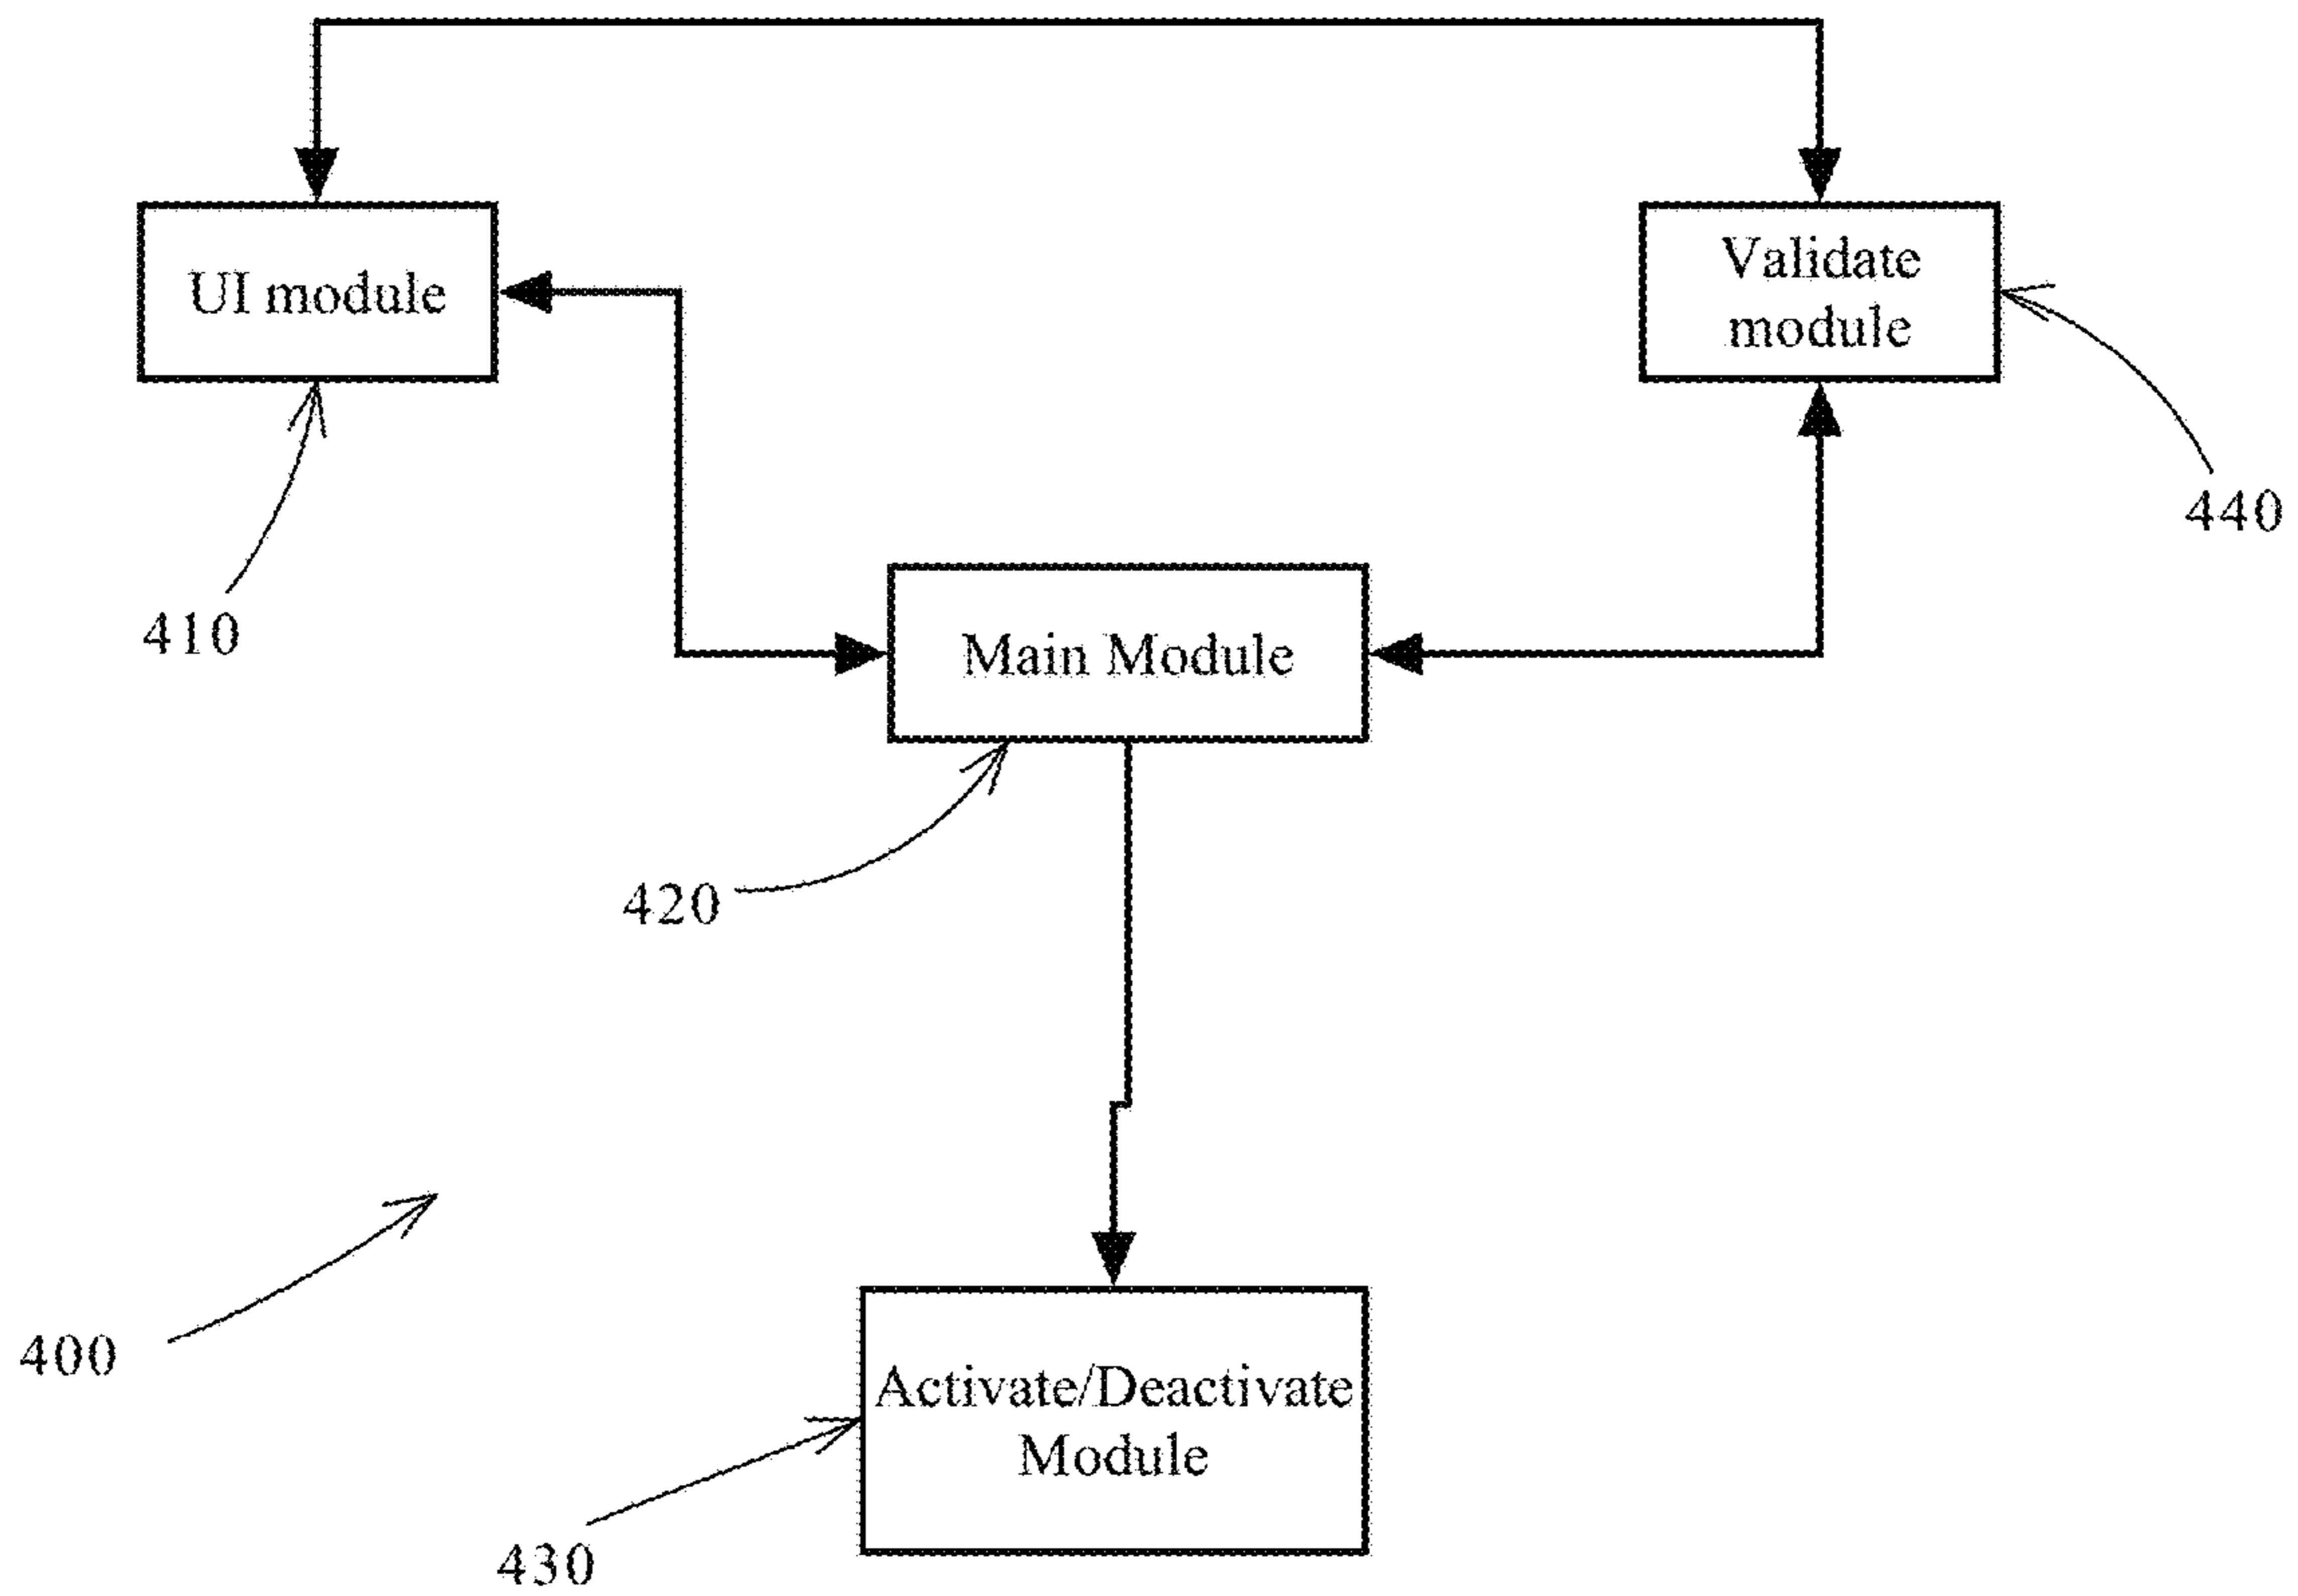 UI module
Validate
module
440
410
Main Module
420
400
Activate/Deactivate
Module
430